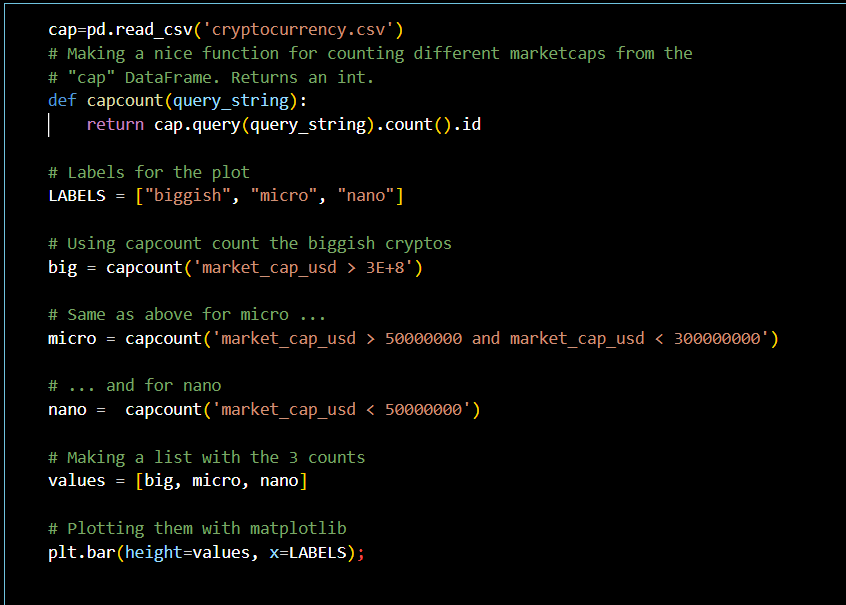 cap=pd.read_csv('cryptocurrency.csv')
# Making a nice function for counting different marketcaps from the
# "cap" DataFrame. Returns an int.
def capcount(query_string):
    return cap.query(query_string).count().id

# Labels for the plot
LABELS = ["biggish", "micro", "nano"]

# Using capcount count the biggish cryptos
big = capcount('market_cap_usd > 3E+8')

# Same as above for micro ...
micro = capcount('market_cap_usd > 50000000 and market_cap_usd < 300000000')

# ... and for nano
nano =  capcount('market_cap_usd < 50000000')

# Making a list with the 3 counts
values = [big, micro, nano]

# Plotting them with matplotlib
plt.bar(height=values, x=LABELS);